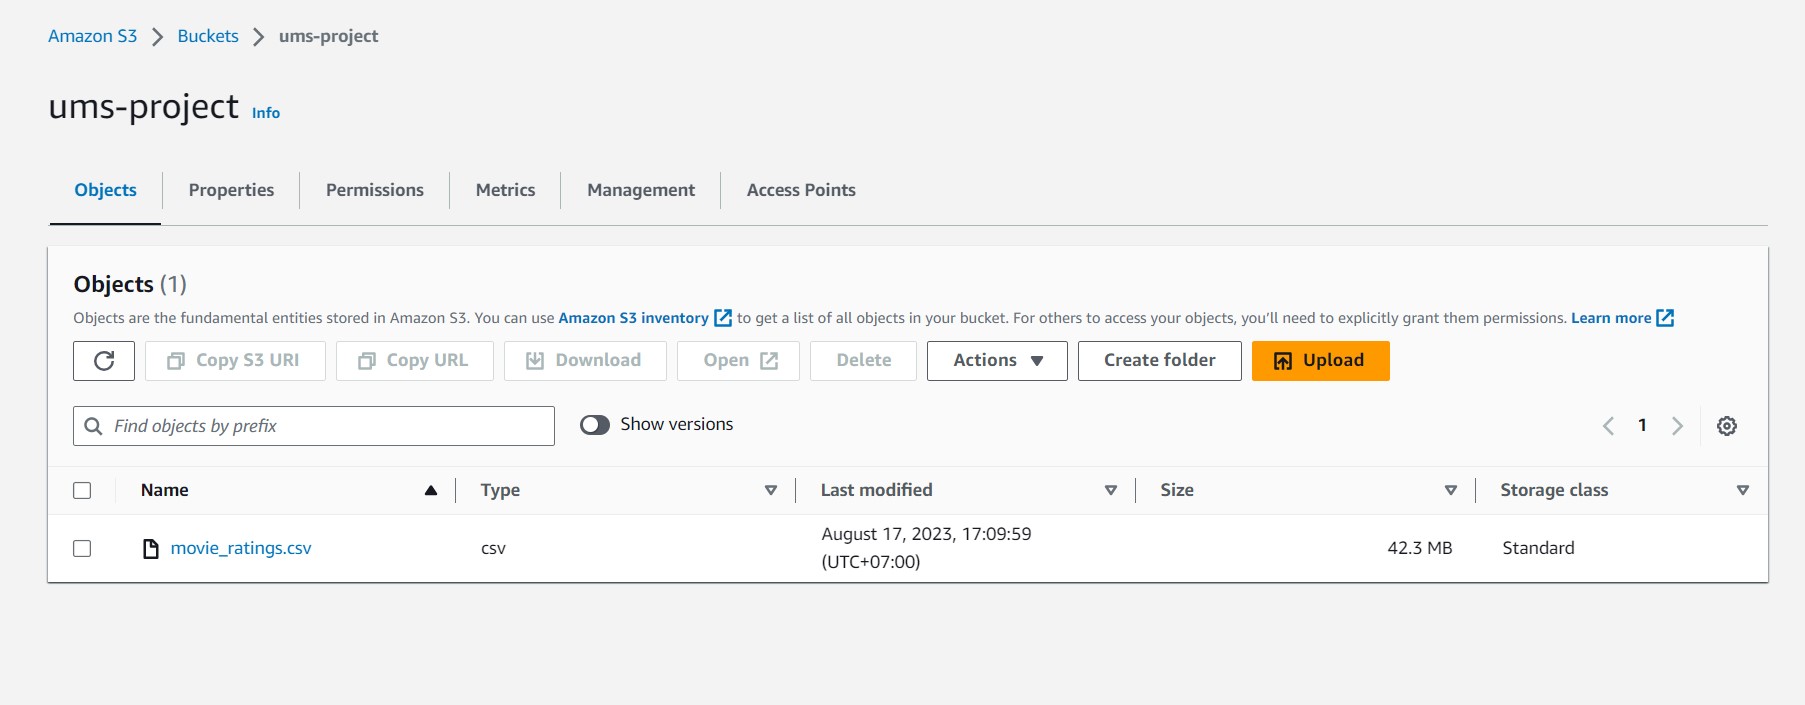 Amazon S3 > Buckets > ums-project
ums-project Info
Objects Properties Permissions Metrics Management Access Points
Objects (1)
Objects are the fundamental entities stored in Amazon S3. You can use Amazon S3 inventory to get a list of all objects in your bucket. For others to access your objects, you’ll need to explicitly grant them permissions. Learn more
Copy S3 URI Copy URL Download Open Delete Actions Create folder Upload
Find objects by prefix Show versions 1
Name Type Last modified Size Storage class
movie_ratings.csv csv August 17, 2023, 17:09:59 42.3 MB Standard
(UTC+07:00)